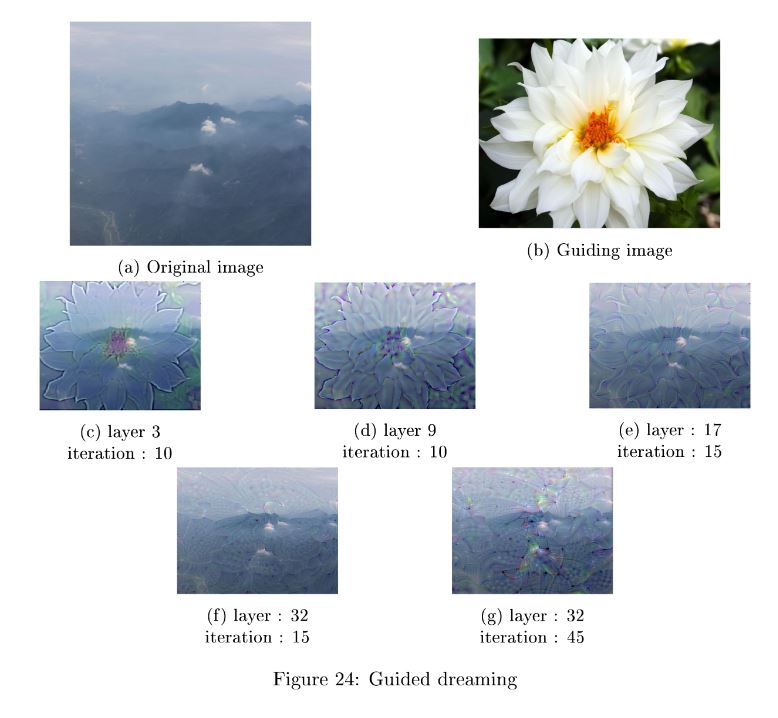 (a) Original image
(b) Guiding image
(c) layer 3
iteration : 10
(d) layer 9
iteration : 10
(e) layer : 17
iteration : 15
(f) layer : 32
iteration : 15
(g) layer : 32
iteration : 45
Figure 24: Guided dreaming